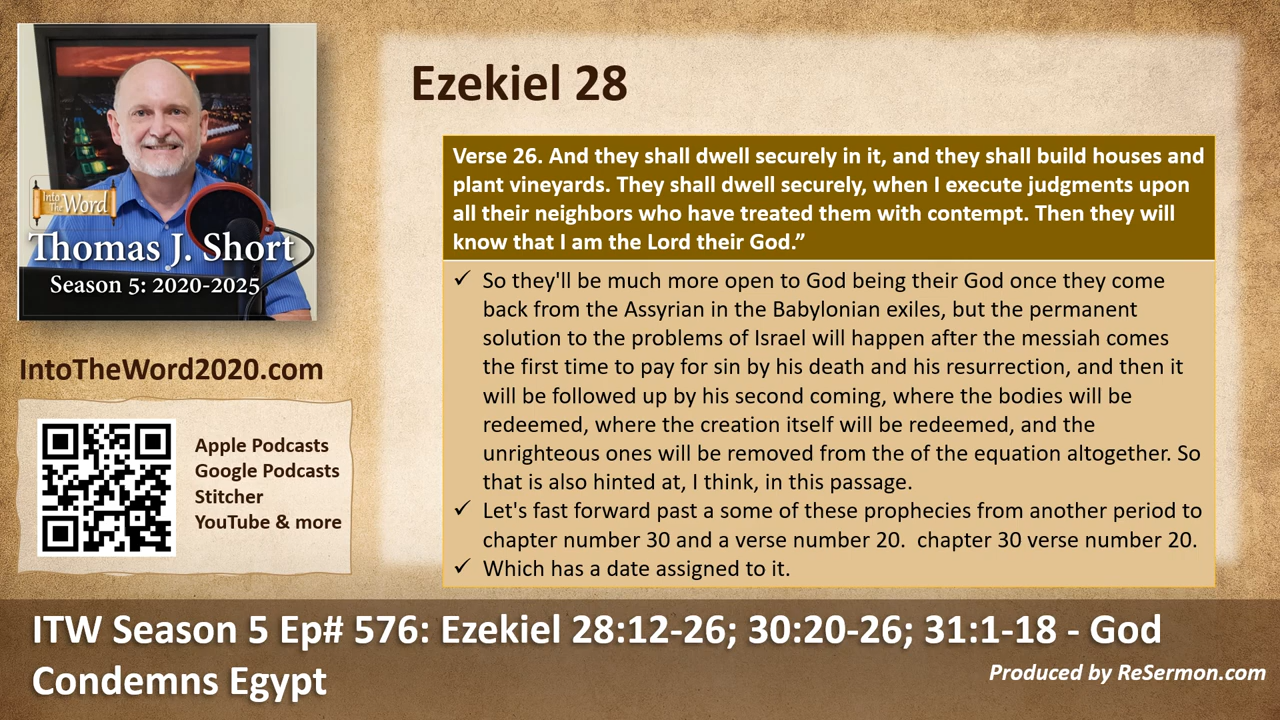 Into
The Word
Thomas J. Short
Season 5: 2020-2025
IntoTheWord2020.com
Apple Podcasts
Google Podcasts
Stitcher
YouTube & more
Ezekiel 28
Verse 26. And they shall dwell securely in it, and they shall build houses and
plant vineyards. They shall dwell securely, when I execute judgments upon
all their neighbors who have treated them with contempt. Then they will
know that I am the Lord their God.”
✓ So they'll be much more open to God being their God once they come
back from the Assyrian in the Babylonian exiles, but the permanent
solution to the problems of Israel will happen after the messiah comes
the first time to pay for sin by his death and his resurrection, and then it
will be followed up by his second coming, where the bodies will be
redeemed, where the creation itself will be redeemed, and the
unrighteous ones will be removed from the of the equation altogether. So
that is also hinted at, I think, in this passage.
✓ Let's fast forward past a some of these prophecies from another period to
chapter number 30 and a verse number 20.  chapter 30 verse number 20.
✓ Which has a date assigned to it.
ITW Season 5 Ep# 576: Ezekiel 28:12-26; 30:20-26; 31:1-18 - God
Condemns Egypt
Produced by ReSermon.com